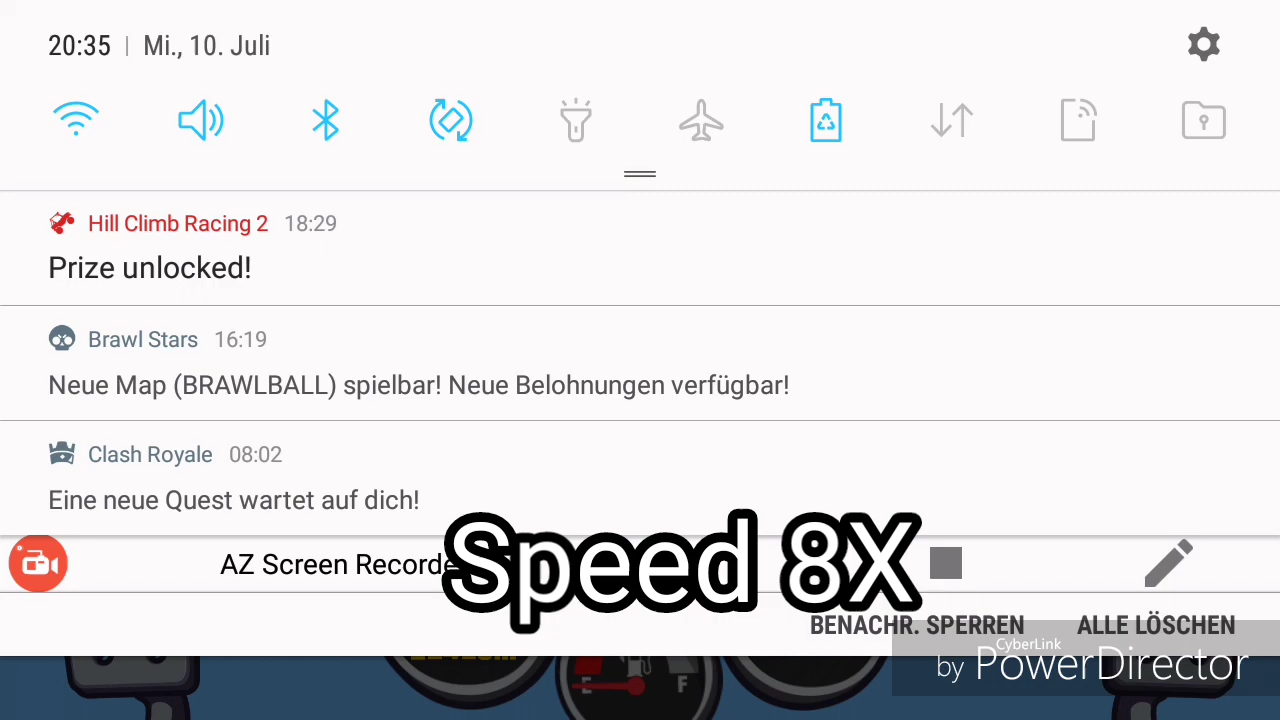 20:35 | Mi., 10. Juli
Hill Climb Racing 2 18:29
Prize unlocked!
Brawl Stars 16:19
Neue Map (BRAWLBALL) spielbar! Neue Belohnungen verfügbar!
Clash Royale 08:02
Eine neue Quest wartet auf dich!
AZ Screen Recorde
Speed 8X
BENACHR. SPERREN ALLE LÖSCHEN
CyberLink
by PowerDirector
E F